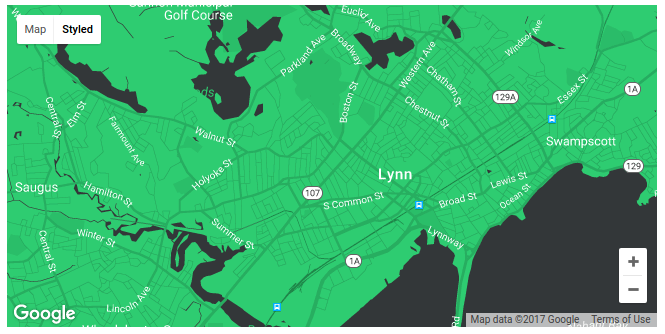 Map
Styled
Golf Course
Euclid Ave
Broadway
Parkland Ave
Western Ave
Windsor Ave
Chatham St
Essex St
1A
129A
Boston St
Chestnut St
Central St
Elm St
Fairmount Ave
Walnut St
Swampscott
Holyoke St
Lynn
129
Saugus
Hamilton St
107
Lewis St
Ocean St
S Common St
Broad St
Summer St
Lynnway
Winter St
Central St
1A
+
−
Lincoln Ave
Google
Rd
Map data ©2017 Google
Terms of Use